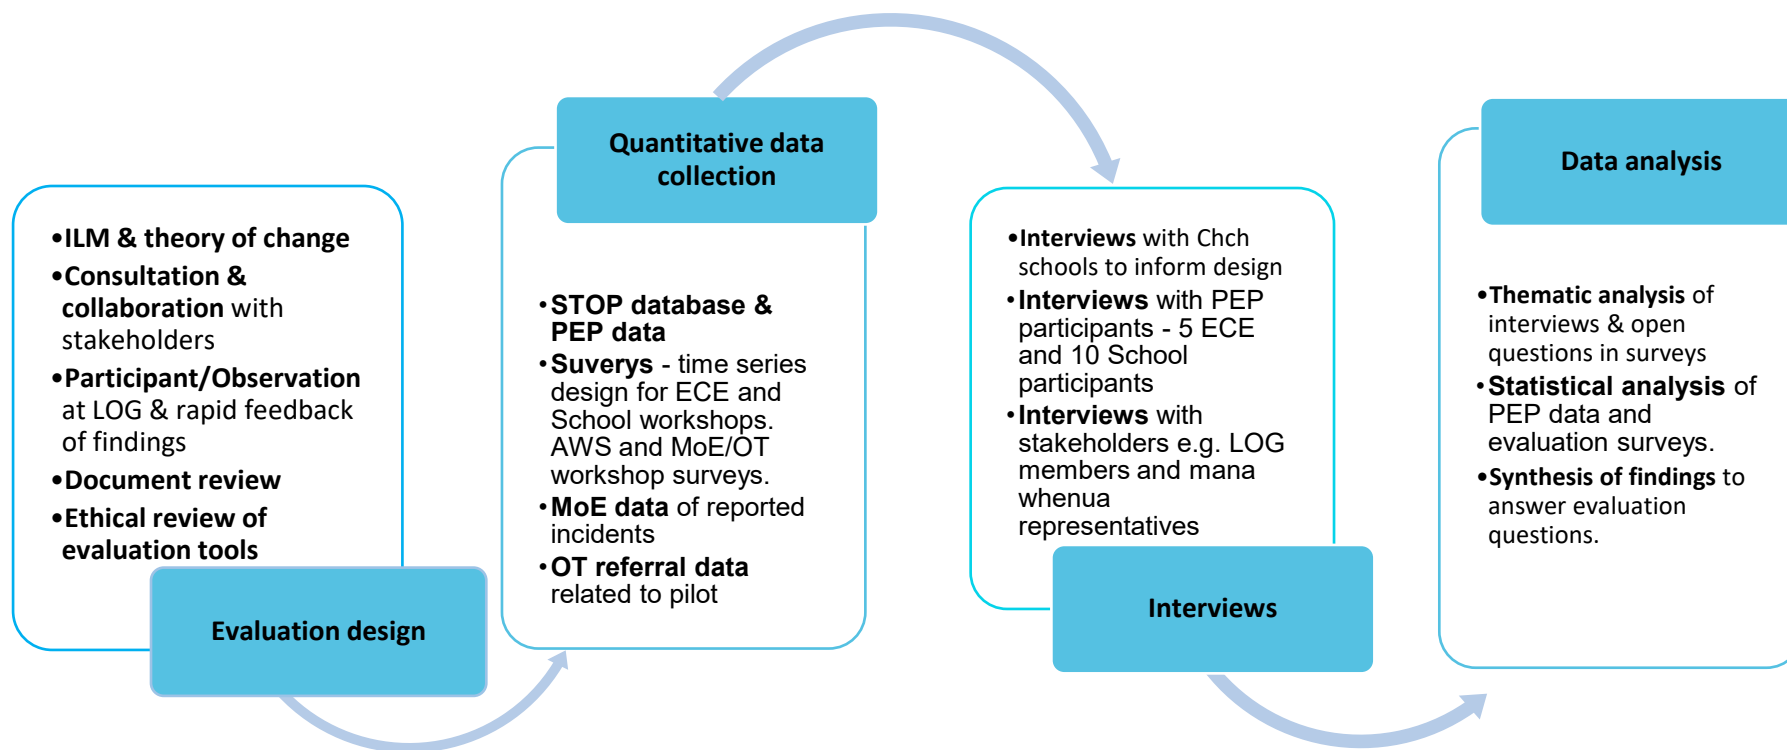 •ILM & theory of change
•Consultation &
collaboration with
stakeholders
•Participant/Observation
at LOG & rapid feedback
of findings
•Document review
•Ethical review of
evaluation tools
Evaluation design
Quantitative data
collection
•STOP database &
PEP data
•Suverys - time series
design for ECE and
School workshops.
AWS and MoE/OT
workshop surveys.
•MoE data of reported
incidents
•OT referral data
related to pilot
•Interviews with Chch
schools to inform design
•Interviews with PEP
participants - 5 ECE
and 10 School
participants
•Interviews with
stakeholders e.g. LOG
members and mana
whenua
representatives
Interviews
Data analysis
•Thematic analysis of
interviews & open
questions in surveys
•Statistical analysis of
PEP data and
evaluation surveys.
•Synthesis of findings to
answer evaluation
questions.